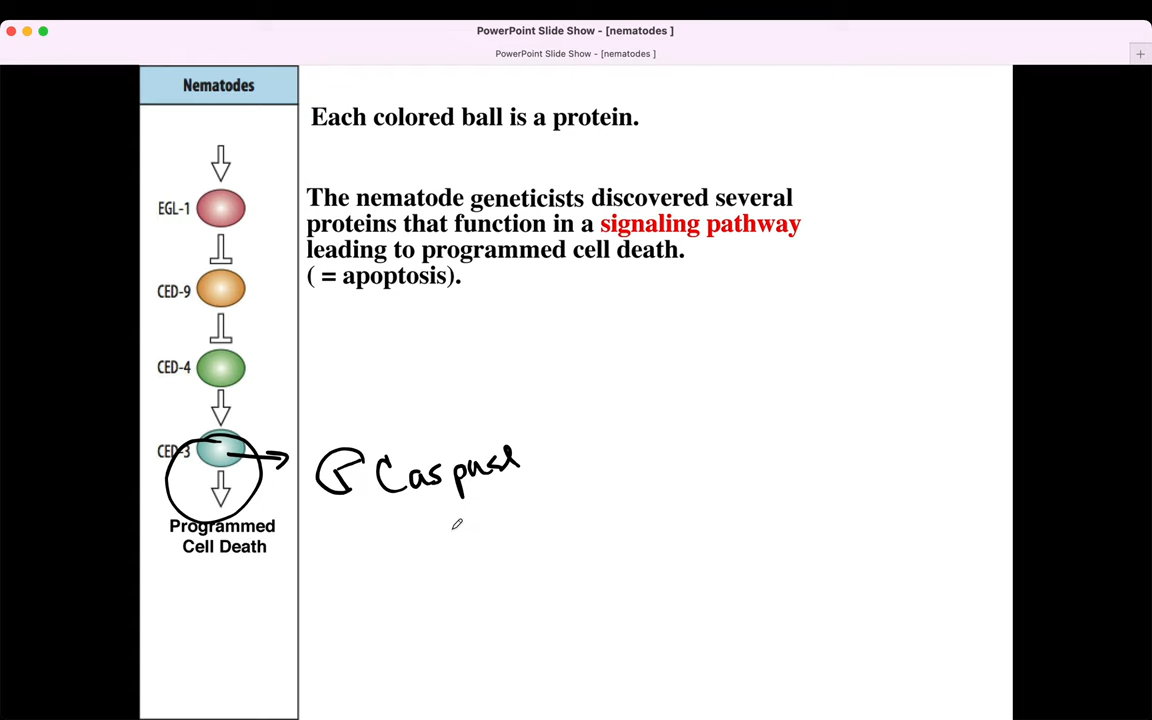 PowerPoint Slide Show - [nematodes ]
PowerPoint Slide Show - [nematodes ]
Nematodes
Each colored ball is a protein.
The nematode geneticists discovered several
proteins that function in a signaling pathway
leading to programmed cell death.
( = apoptosis).
EGL-1
CED-9
CED-4
CED-3
Caspase
Programmed
Cell Death